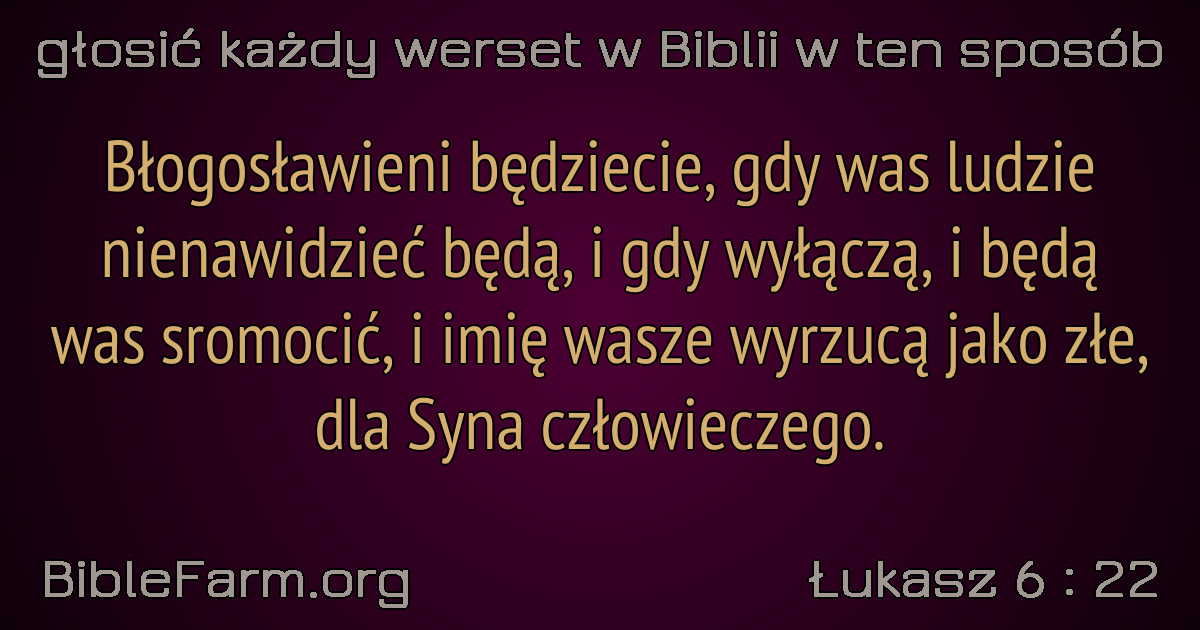 głosić każdy werset w Biblii w ten sposób
Błogosławieni będziecie, gdy was ludzie
nienawidzieć będą, i gdy wyłączą, i będą
was sromocić, i imię wasze wyrzucą jako złe,
dla Syna człowieczego.
BibleFarm.org
Łukasz 6 : 22